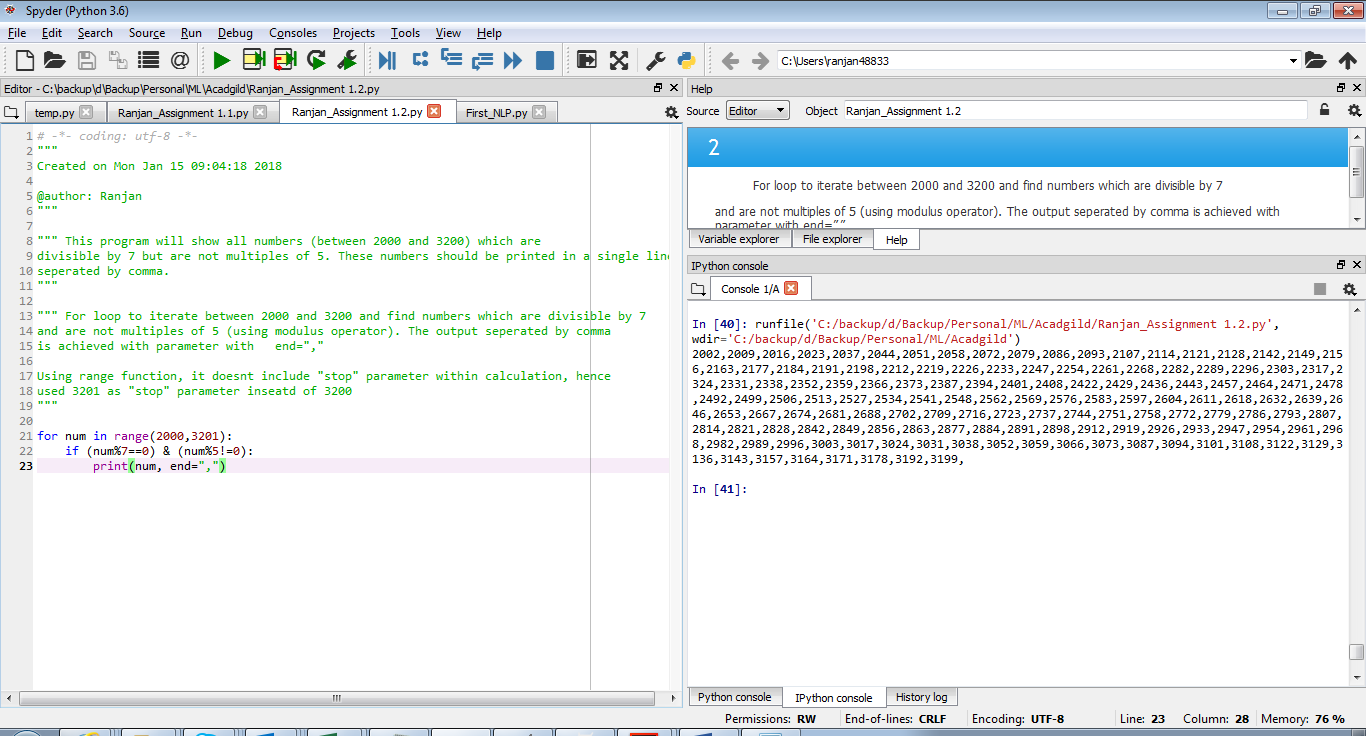 Spyder (Python 3.6)
File Edit Search Source Run Debug Consoles Projects Tools View Help
C:\Users\ranjan48833
Editor - C:\backup\d\Backup\Personal\ML\Acadgild\Ranjan_Assignment 1.2.py
temp.py Ranjan_Assignment 1.1.py Ranjan_Assignment 1.2.py First_NLP.py
1 # -*- coding: utf-8 -*-
2 """
3 Created on Mon Jan 15 09:04:18 2018
4
5 @author: Ranjan
6 """
7
8 """ This program will show all numbers (between 2000 and 3200) which are
9 divisible by 7 but are not multiples of 5. These numbers should be printed in a single line
10 seperated by comma.
11 """
12
13 """ For loop to iterate between 2000 and 3200 and find numbers which are divisible by 7
14 and are not multiples of 5 (using modulus operator). The output seperated by comma
15 is achieved with parameter with   end=","
16
17 Using range function, it doesnt include "stop" parameter within calculation, hence
18 used 3201 as "stop" parameter inseatd of 3200
19 """
20
21 for num in range(2000,3201):
22     if (num%7==0) & (num%5!=0):
23         print(num, end=",")
Help
Source Editor Object Ranjan_Assignment 1.2
2
For loop to iterate between 2000 and 3200 and find numbers which are divisible by 7
and are not multiples of 5 (using modulus operator). The output seperated by comma is achieved with
parameter with end=””
Variable explorer File explorer Help
IPython console
Console 1/A
In [40]: runfile('C:/backup/d/Backup/Personal/ML/Acadgild/Ranjan_Assignment 1.2.py',
wdir='C:/backup/d/Backup/Personal/ML/Acadgild')
2002,2009,2016,2023,2037,2044,2051,2058,2072,2079,2086,2093,2107,2114,2121,2128,2142,2149,215
6,2163,2177,2184,2191,2198,2212,2219,2226,2233,2247,2254,2261,2268,2282,2289,2296,2303,2317,2
324,2331,2338,2352,2359,2366,2373,2387,2394,2401,2408,2422,2429,2436,2443,2457,2464,2471,2478
,2492,2499,2506,2513,2527,2534,2541,2548,2562,2569,2576,2583,2597,2604,2611,2618,2632,2639,26
46,2653,2667,2674,2681,2688,2702,2709,2716,2723,2737,2744,2751,2758,2772,2779,2786,2793,2807,
2814,2821,2828,2842,2849,2856,2863,2877,2884,2891,2898,2912,2919,2926,2933,2947,2954,2961,296
8,2982,2989,2996,3003,3017,3024,3031,3038,3052,3059,3066,3073,3087,3094,3101,3108,3122,3129,3
136,3143,3157,3164,3171,3178,3192,3199,
In [41]:
Python console IPython console History log
Permissions: RW End-of-lines: CRLF Encoding: UTF-8 Line: 23 Column: 28 Memory: 76 %